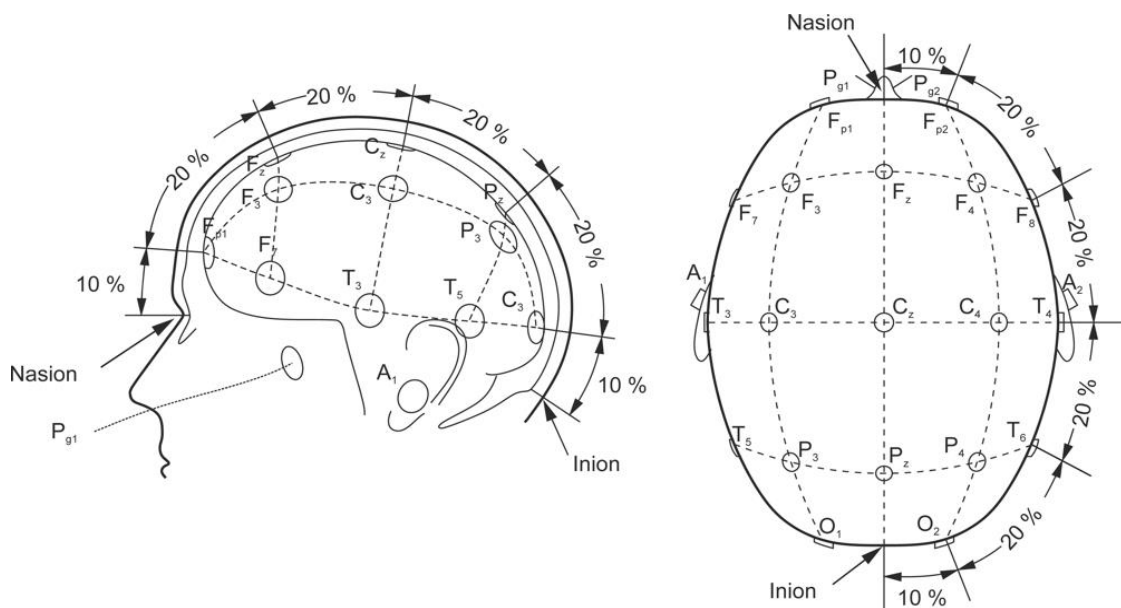 20 %
20 %
20 %
20 %
10 %
10 %
Fz
Cz
Pz
F3
C3
P3
Fp1
F7
T3
T5
C3
A1
Nasion
Pg1
Inion
Nasion
10 %
Pg1
Pg2
Fp1
Fp2
20 %
F7
F3
Fz
F4
F8
20 %
A1
A2
T3
C3
Cz
C4
T4
20 %
T5
P3
Pz
P4
T6
20 %
O1
O2
Inion
10 %